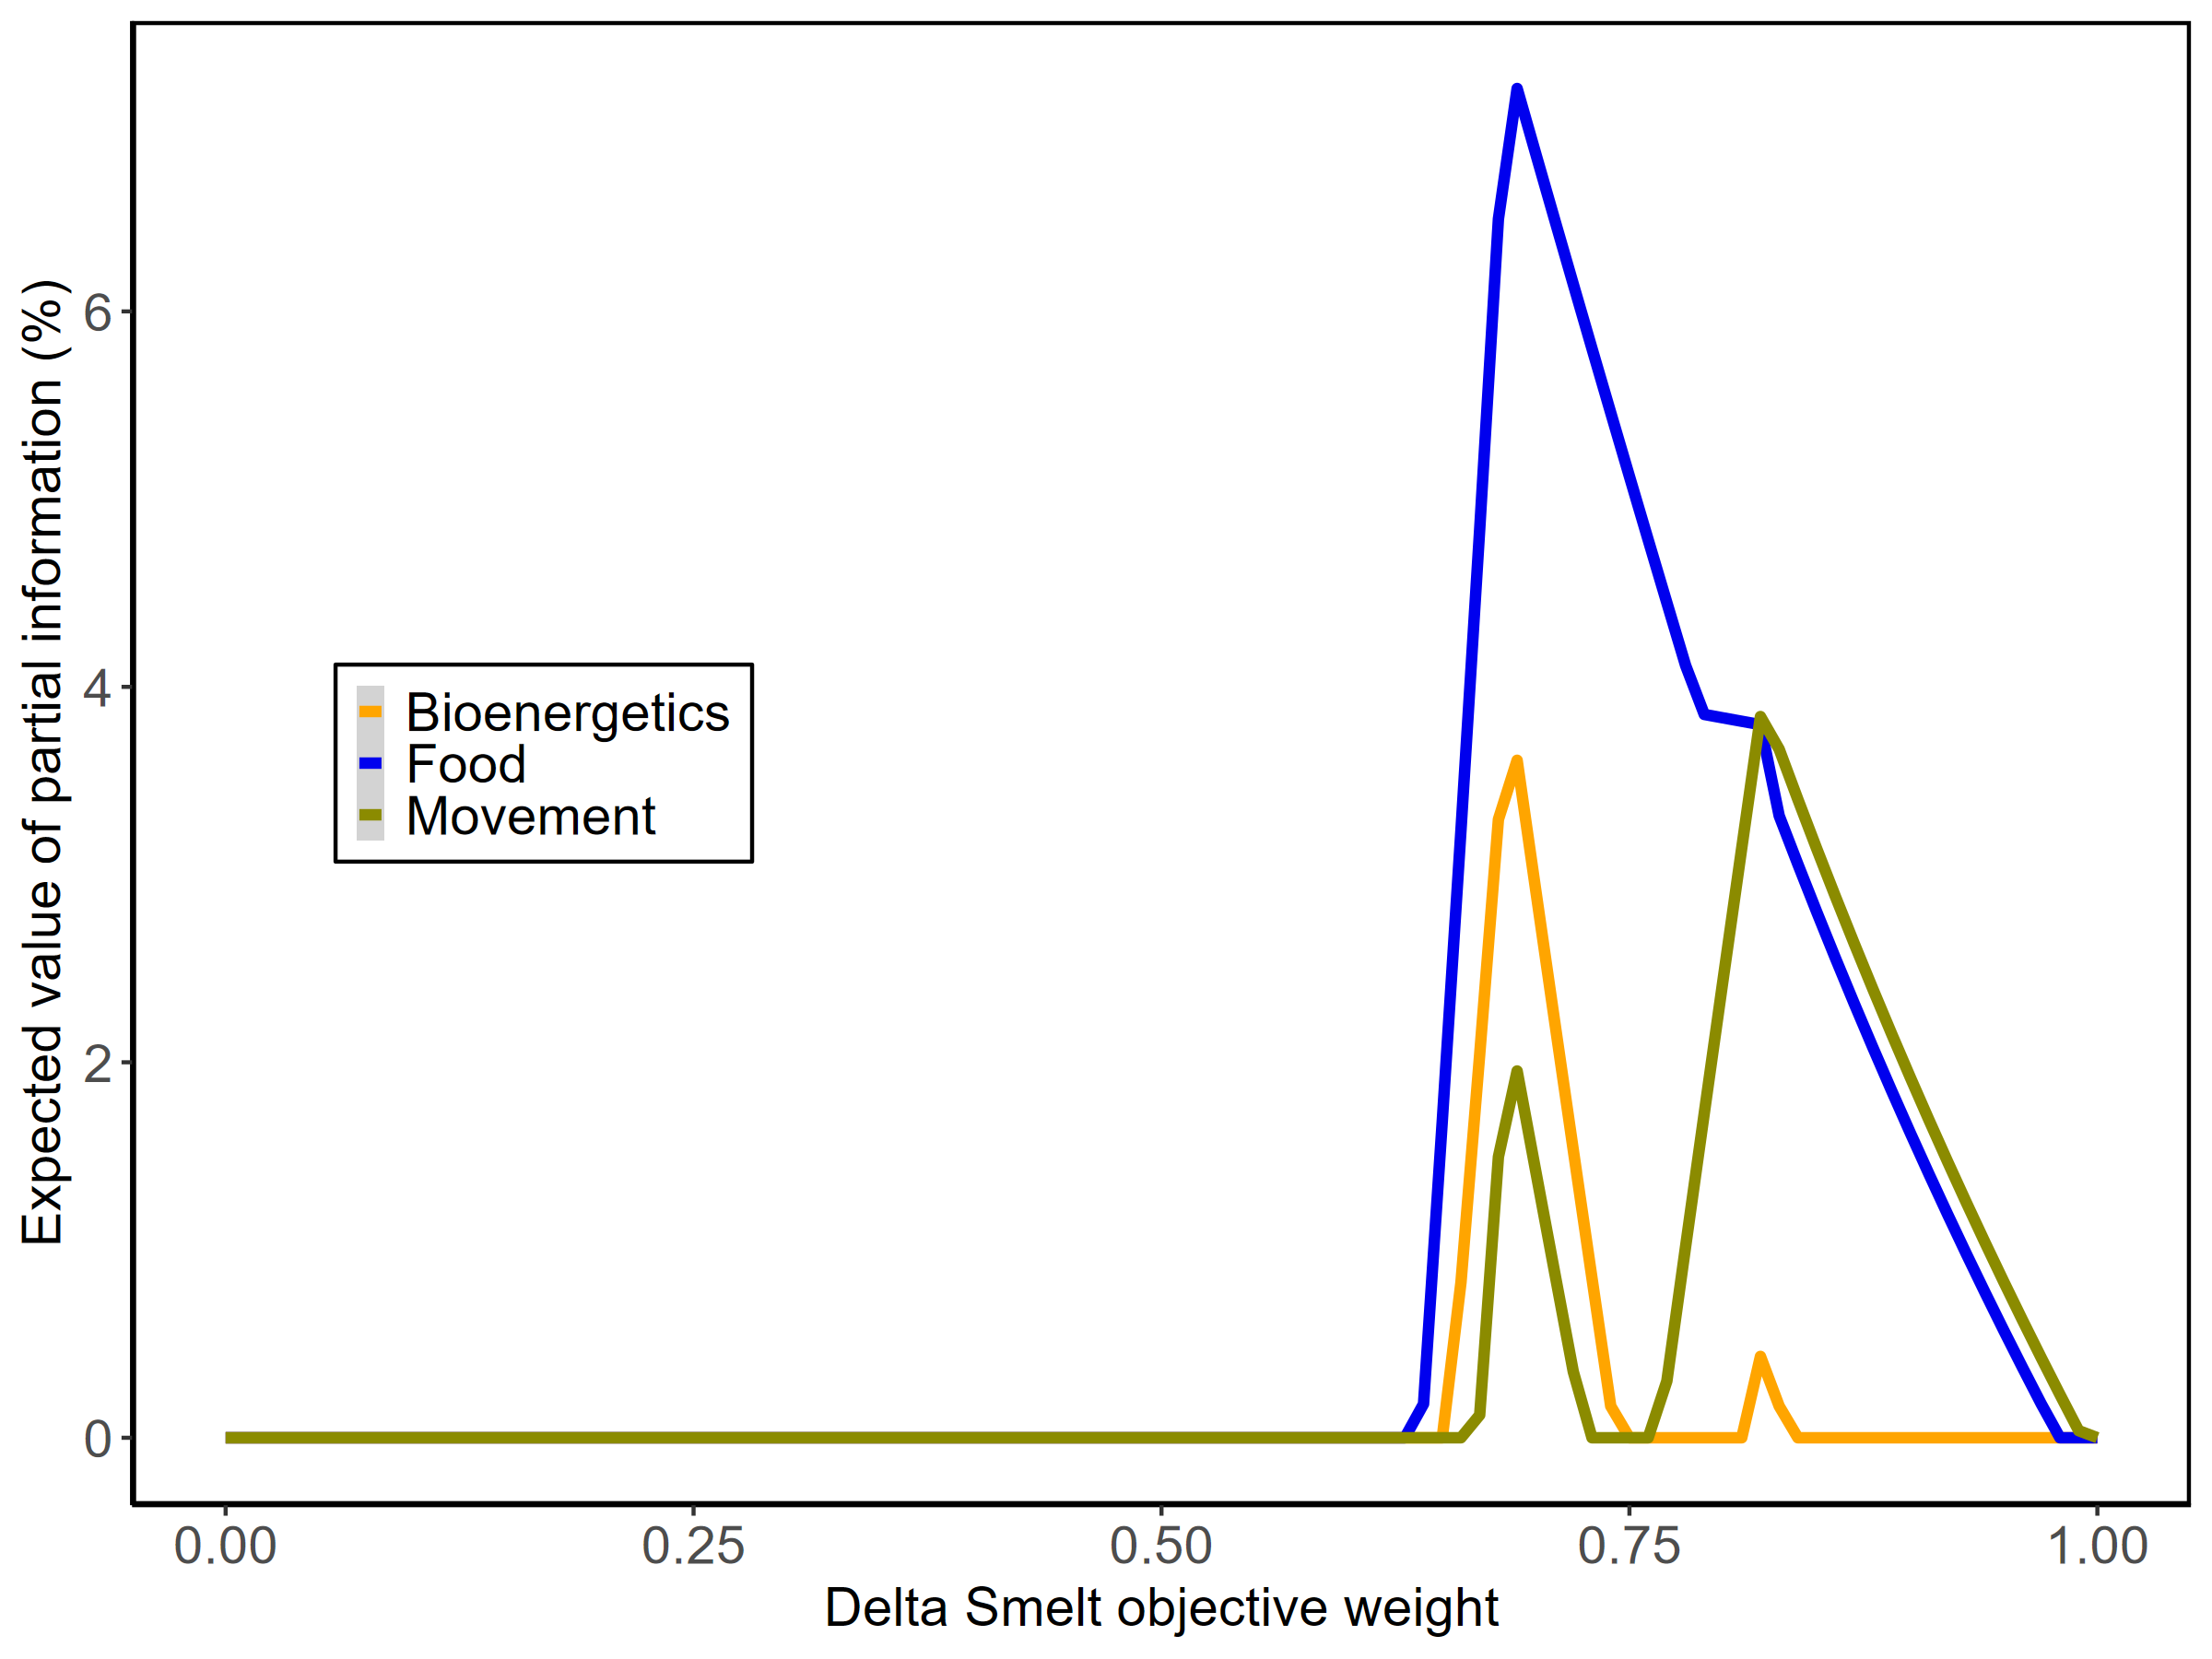 Expected value of partial information (%)
6
4
2
0
Bioenergetics
Food
Movement
0.00 0.25 0.50 0.75 1.00
Delta Smelt objective weight